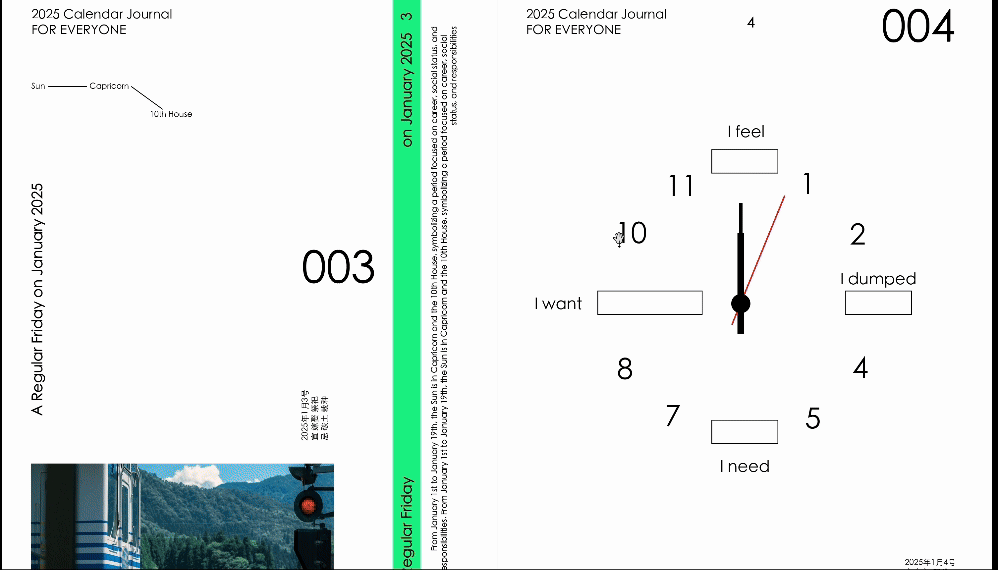 2025 Calendar Journal
FOR EVERYONE
Sun
Capricorn
10th House
A Regular Friday on January 2025
003
2025年1月3号
egular Friday
on January 2025
3
From January 1st to January 19th, the Sun is in Capricorn and the 10th House, symbolizing a period focused on career, social status, and
esponsibilities. From January 1st to January 19th, the Sun is in Capricorn and the 10th House, symbolizing a period focused on career, social
status, and responsibilities
2025 Calendar Journal
FOR EVERYONE
4
004
I feel
11
1
10
2
I dumped
I want
8
4
7
5
I need
2025年1月4号